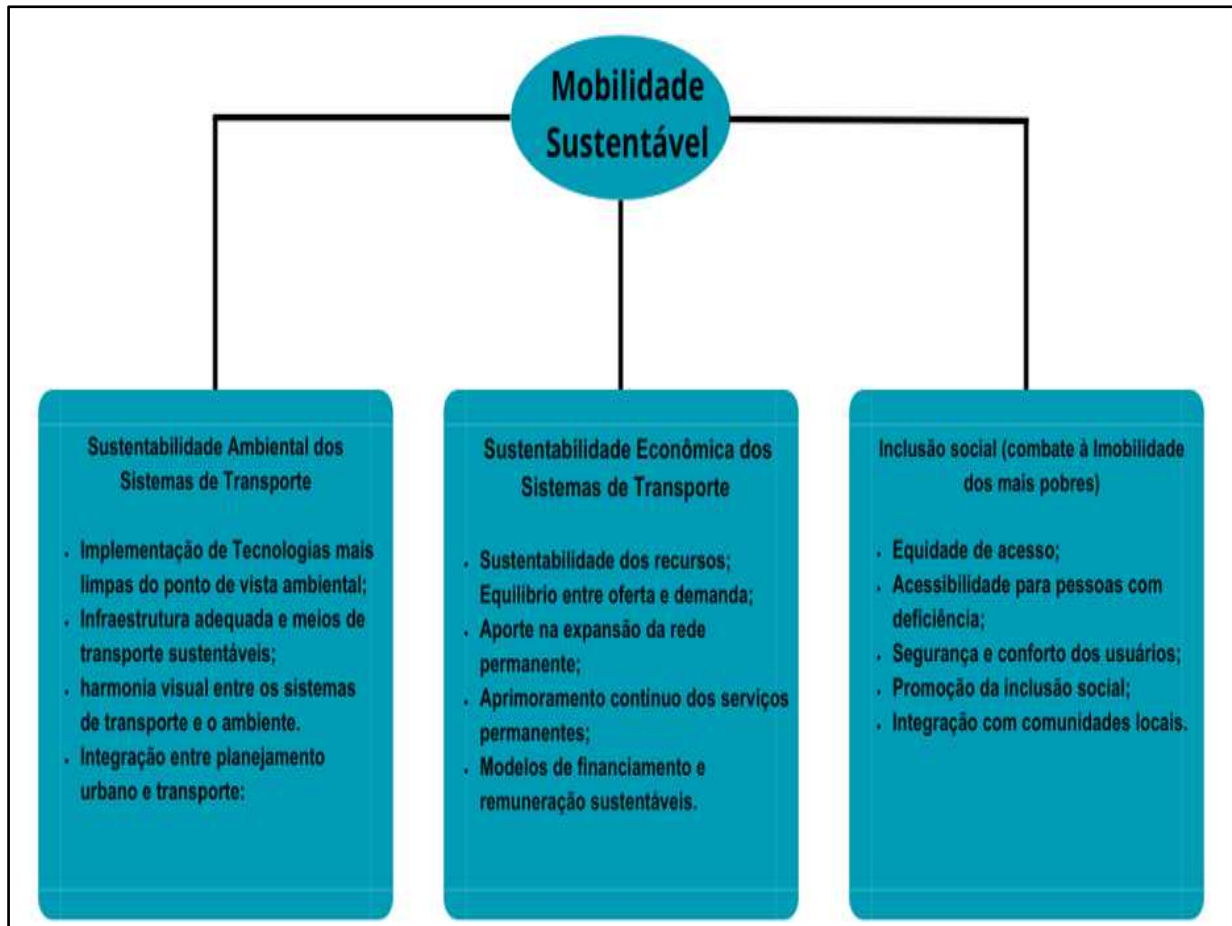 Mobilidade
Sustentável
Sustentabilidade Ambiental dos
Sistemas de Transporte
• Implementação de Tecnologias mais
limpas do ponto de vista ambiental;
• Infraestrutura adequada e meios de
transporte sustentáveis;
• harmonia visual entre os sistemas
de transporte e o ambiente.
• Integração entre planejamento
urbano e transporte:
Sustentabilidade Econômica dos
Sistemas de Transporte
• Sustentabilidade dos recursos;
Equilíbrio entre oferta e demanda;
• Aporte na expansão da rede
permanente;
• Aprimoramento contínuo dos serviços
permanentes;
• Modelos de financiamento e
remuneração sustentáveis.
Inclusão social (combate à Imobilidade
dos mais pobres)
• Equidade de acesso;
• Acessibilidade para pessoas com
deficiência;
• Segurança e conforto dos usuários;
• Promoção da inclusão social;
• Integração com comunidades locais.